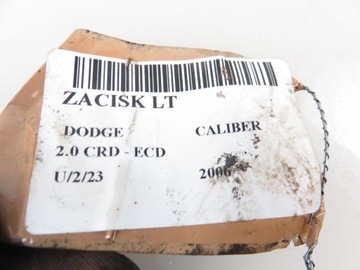 ZACISK LT
DODGE CALIBER
2.0 CRD - ECD
U/2/23 2006